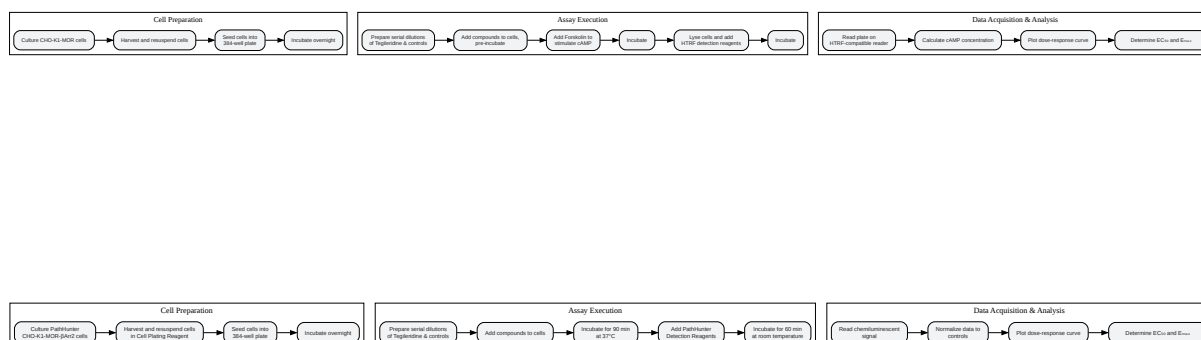 Cell Preparation
Culture CHO-K1-MOR cells
Harvest and resuspend cells
Seed cells into
384-well plate
Incubate overnight
Assay Execution
Prepare serial dilutions
of Tegileridine & controls
Add compounds to cells,
pre-incubate
Add Forskolin to
stimulate cAMP
Incubate
Lyse cells and add
HTRF detection reagents
Incubate
Data Acquisition & Analysis
Read plate on
HTRF-compatible reader
Calculate cAMP concentration
Plot dose-response curve
Determine EC₅₀ and Eₘₐₓ
Cell Preparation
Culture PathHunter
CHO-K1-MOR-βArr2 cells
Harvest and resuspend cells
in Cell Plating Reagent
Seed cells into
384-well plate
Incubate overnight
Assay Execution
Prepare serial dilutions
of Tegileridine & controls
Add compounds to cells
Incubate for 90 min
at 37°C
Add PathHunter
Detection Reagents
Incubate for 60 min
at room temperature
Data Acquisition & Analysis
Read chemiluminescent
signal
Normalize data to
controls
Plot dose-response curve
Determine EC₅₀ and Eₘₐₓ